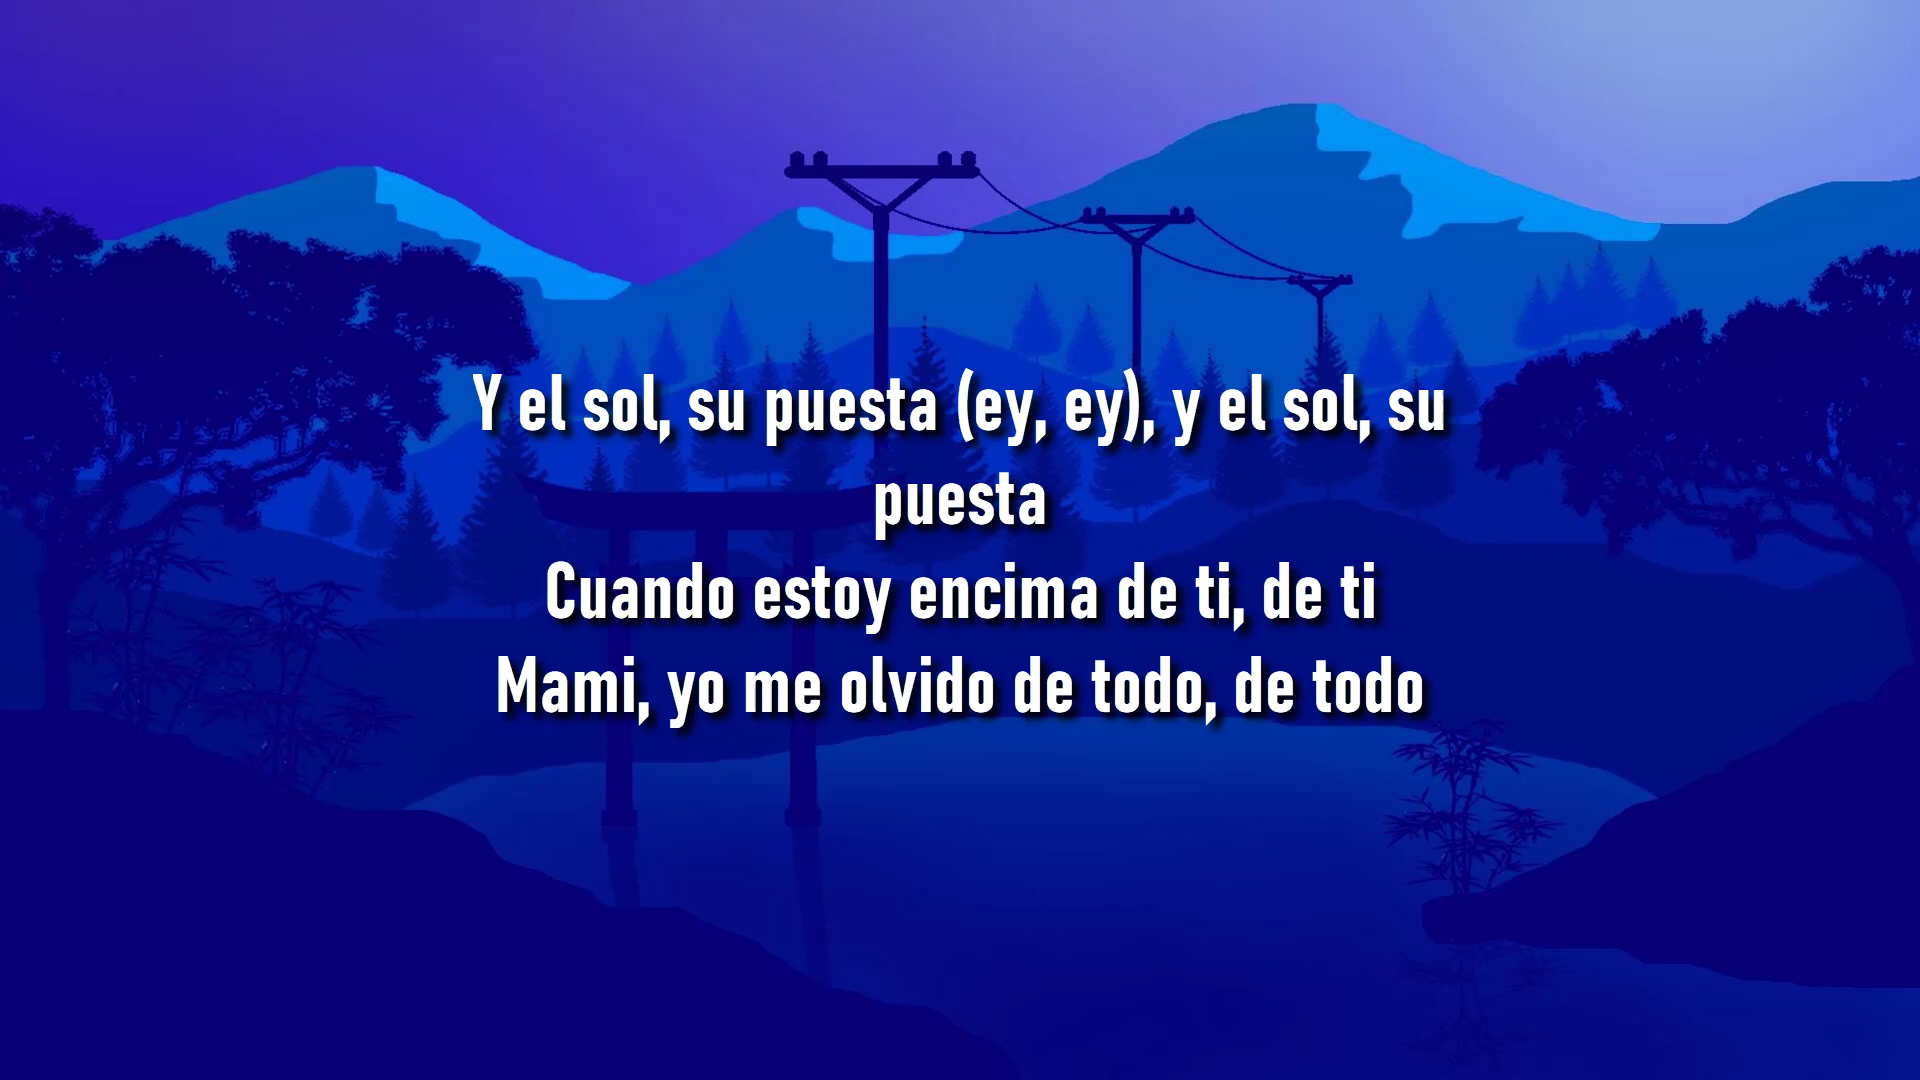 Y el sol, su puesta (ey, ey), y el sol, su
puesta
Cuando estoy encima de ti, de ti
Mami, yo me olvido de todo, de todo